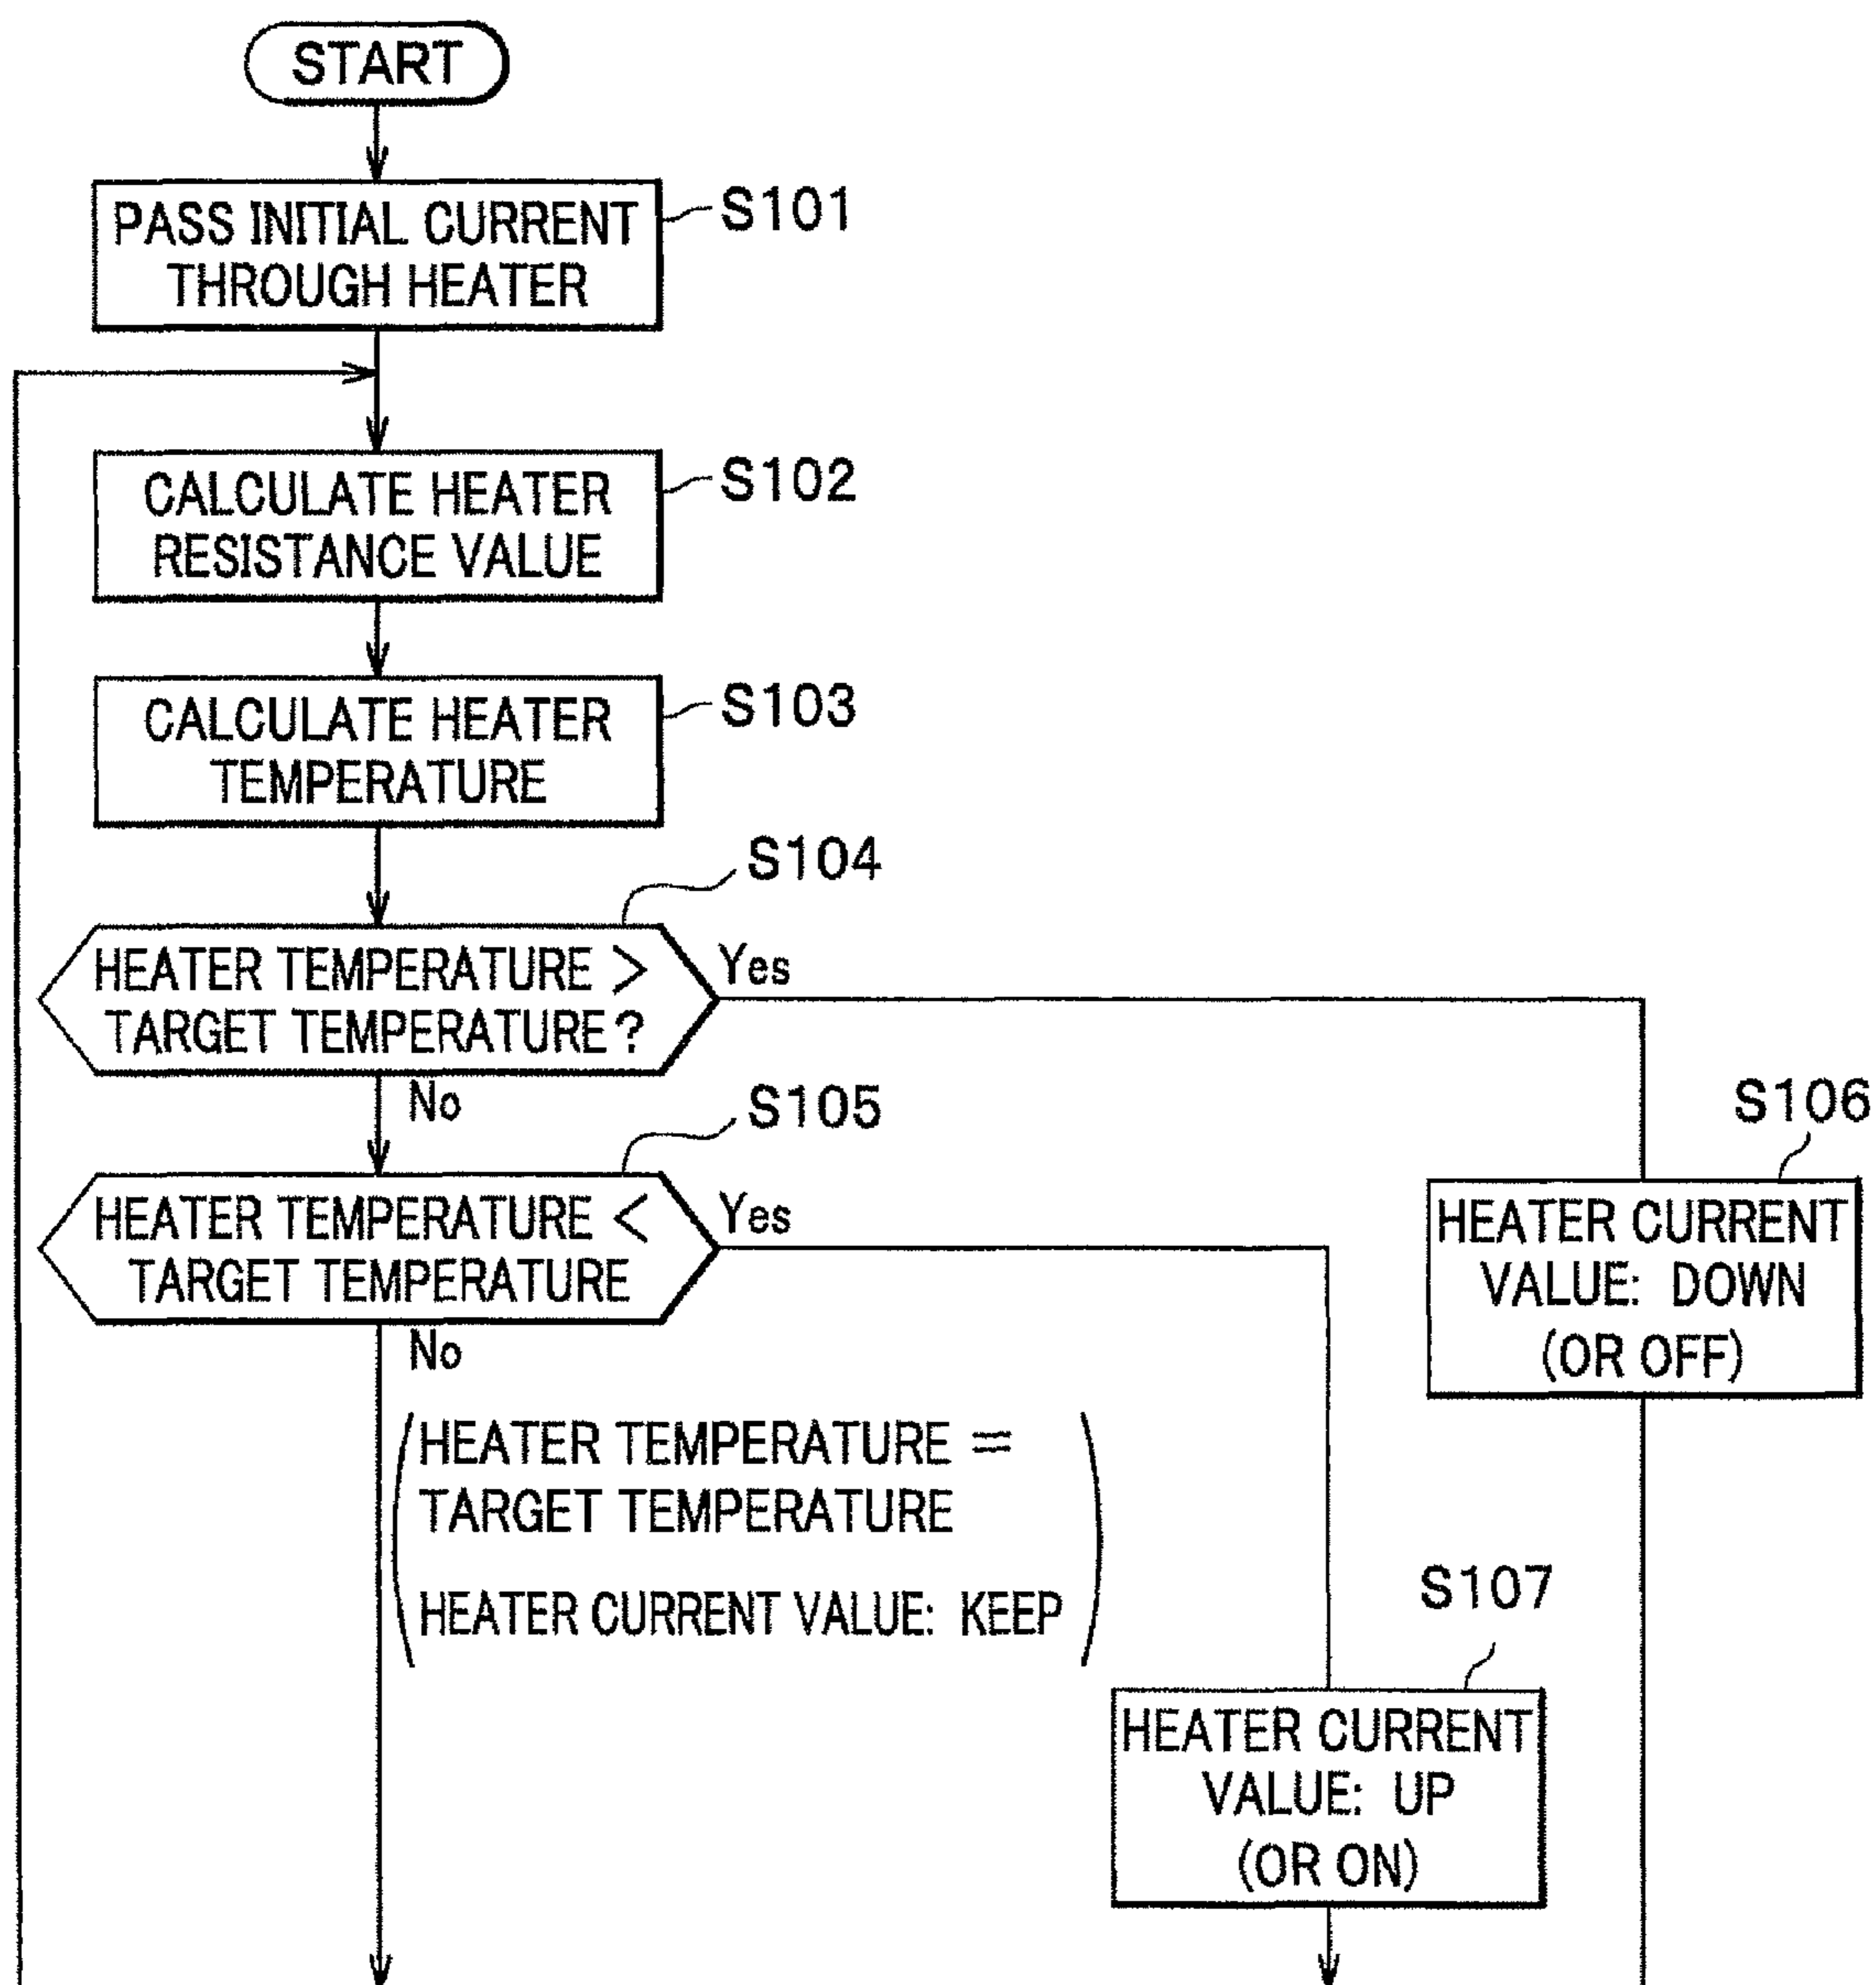 START
PASS INITIAL CURRENT
THROUGH HEATER
S101
CALCULATE HEATER
RESISTANCE VALUE
S102
CALCULATE HEATER
TEMPERATURE
S103
S104
HEATER TEMPERATURE >
TARGET TEMPERATURE?
Yes
No
S105
HEATER TEMPERATURE <
TARGET TEMPERATURE
Yes
No
S106
HEATER CURRENT
VALUE: DOWN
(OR OFF)
HEATER TEMPERATURE =
TARGET TEMPERATURE
HEATER CURRENT VALUE: KEEP
S107
HEATER CURRENT
VALUE: UP
(OR ON)